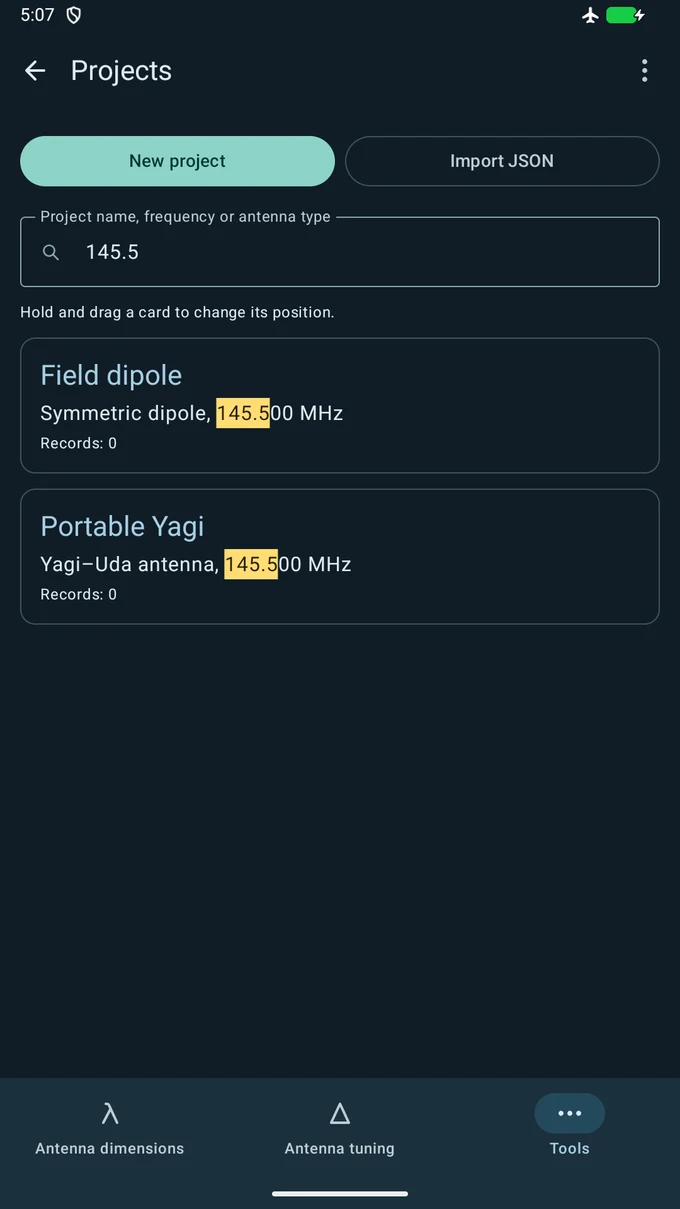 5:07
Projects
New project
Import JSON
Project name, frequency or antenna type
145.5
Hold and drag a card to change its position.
Field dipole
Symmetric dipole, 145.500 MHz
Records: 0
Portable Yagi
Yagi–Uda antenna, 145.500 MHz
Records: 0
λ
Δ
Antenna dimensions
Antenna tuning
Tools